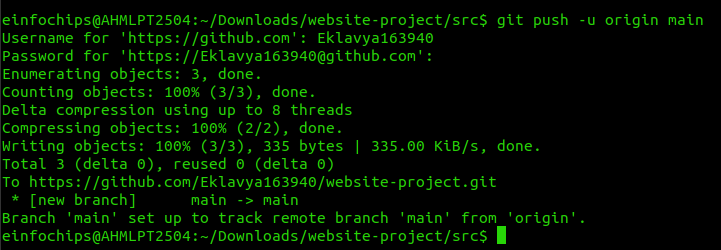 einfochips@AHMLPT2504:~/Downloads/website-project/src$ git push -u origin main
Username for 'https://github.com': Eklavya163940
Password for 'https://Eklavya163940@github.com':
Enumerating objects: 3, done.
Counting objects: 100% (3/3), done.
Delta compression using up to 8 threads
Compressing objects: 100% (2/2), done.
Writing objects: 100% (3/3), 335 bytes | 335.00 KiB/s, done.
Total 3 (delta 0), reused 0 (delta 0)
To https://github.com/Eklavya163940/website-project.git
 * [new branch]      main -> main
Branch 'main' set up to track remote branch 'main' from 'origin'.
einfochips@AHMLPT2504:~/Downloads/website-project/src$